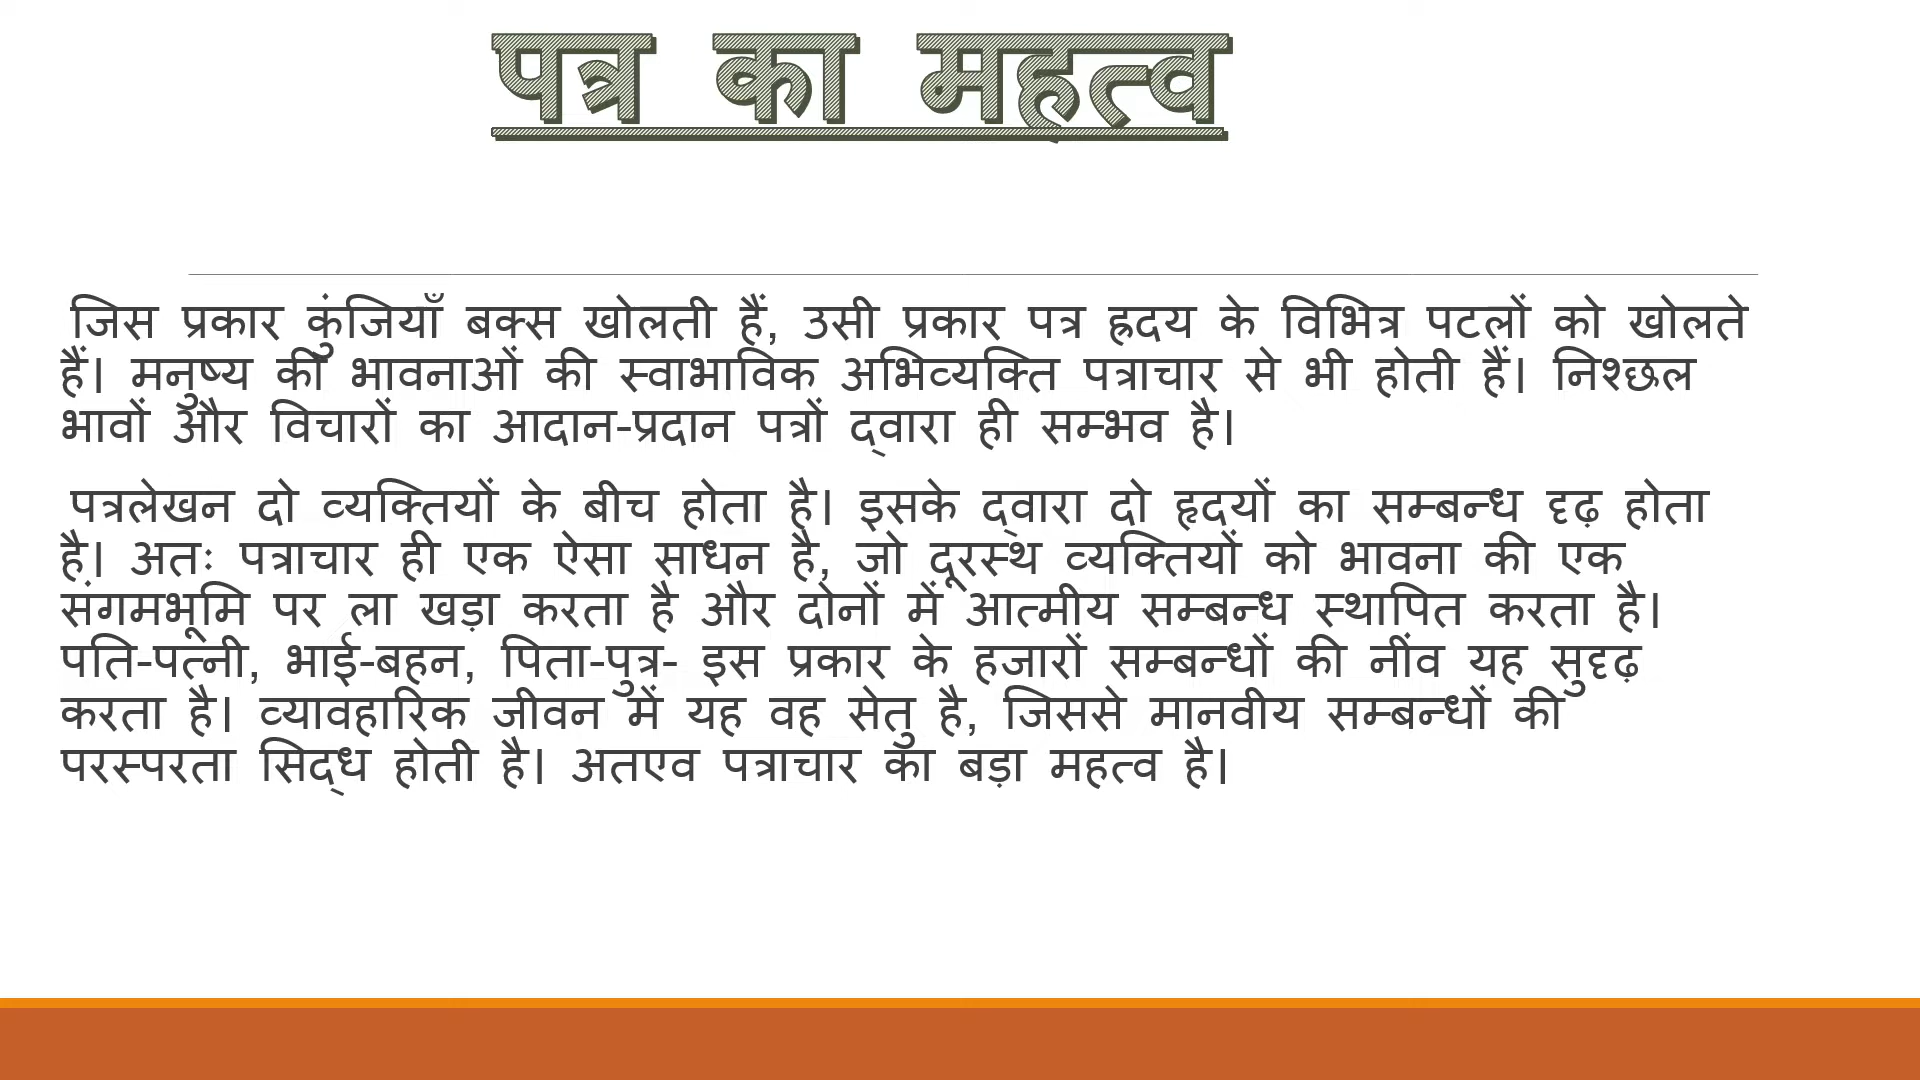 पत्र का महत्व
जिस प्रकार कुंजियाँ बक्स खोलती हैं, उसी प्रकार पत्र ह्रदय के विभित्र पटलों को खोलते
हैं। मनुष्य की भावनाओं की स्वाभाविक अभिव्यक्ति पत्राचार से भी होती हैं। निश्छल
भावों और विचारों का आदान-प्रदान पत्रों द्वारा ही सम्भव है।
पत्रलेखन दो व्यक्तियों के बीच होता है। इसके द्वारा दो हृदयों का सम्बन्ध दृढ़ होता
है। अतः पत्राचार ही एक ऐसा साधन है, जो दूरस्थ व्यक्तियों को भावना की एक
संगमभूमि पर ला खड़ा करता है और दोनों में आत्मीय सम्बन्ध स्थापित करता है।
पति-पत्नी, भाई-बहन, पिता-पुत्र- इस प्रकार के हजारों सम्बन्धों की नींव यह सुदृढ़
करता है। व्यावहारिक जीवन में यह वह सेतु है, जिससे मानवीय सम्बन्धों की
परस्परता सिद्ध होती है। अतएव पत्राचार का बड़ा महत्व है।